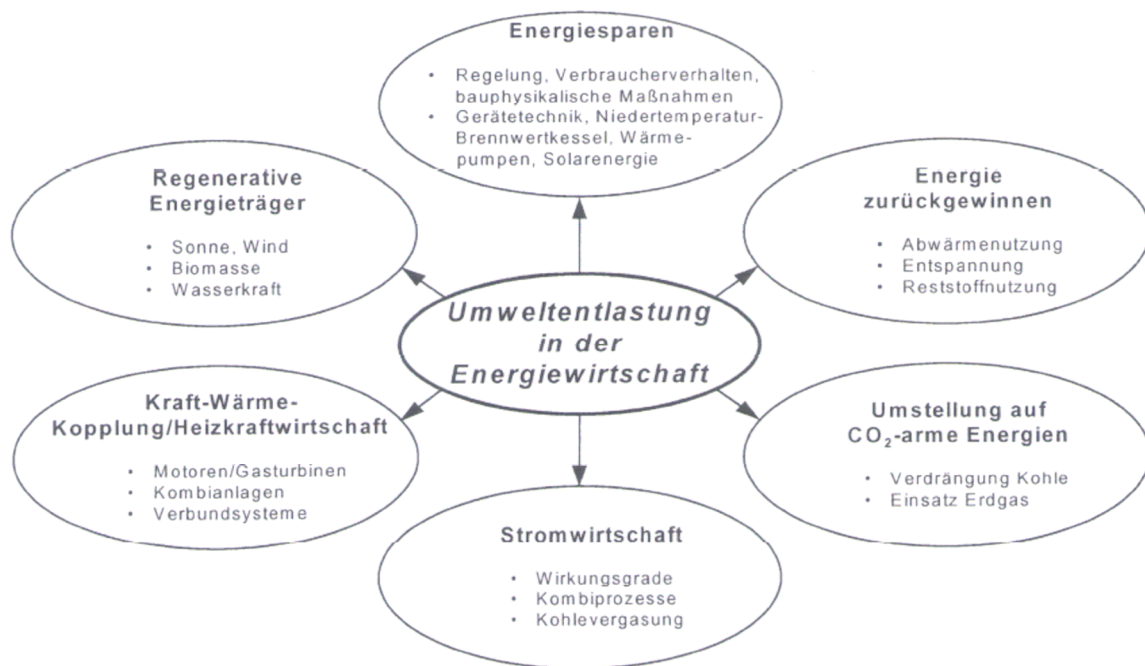 Energiesparen
• Regelung, Verbraucherverhalten,
bauphysikalische Maßnahmen
• Gerätetechnik, Niedertemperatur-
Brennwertkessel, Wärme-
pumpen, Solarenergie
Regenerative
Energieträger
• Sonne, Wind
• Biomasse
• Wasserkraft
Energie
zurückgewinnen
• Abwärmenutzung
• Entspannung
• Reststoffnutzung
Umweltentlastung
in der
Energiewirtschaft
Kraft-Wärme-
Kopplung/Heizkraftwirtschaft
• Motoren/Gasturbinen
• Kombianlagen
• Verbundsysteme
Umstellung auf
CO₂-arme Energien
• Verdrängung Kohle
• Einsatz Erdgas
Stromwirtschaft
• Wirkungsgrade
• Kombiprozesse
• Kohlevergasung